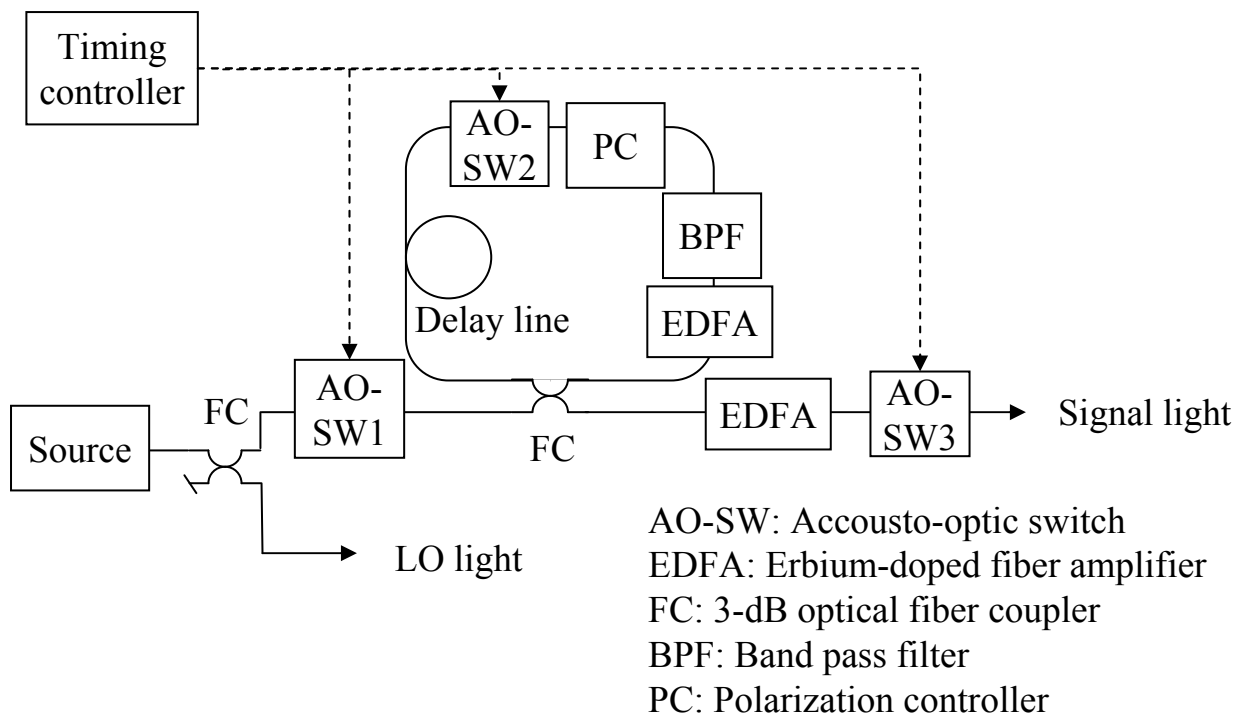 Timing
controller
AO-
SW2
PC
BPF
Delay line
EDFA
FC
AO-
SW1
EDFA
AO-
SW3
Signal light
Source
FC
LO light
AO-SW: Accousto-optic switch
EDFA: Erbium-doped fiber amplifier
FC: 3-dB optical fiber coupler
BPF: Band pass filter
PC: Polarization controller